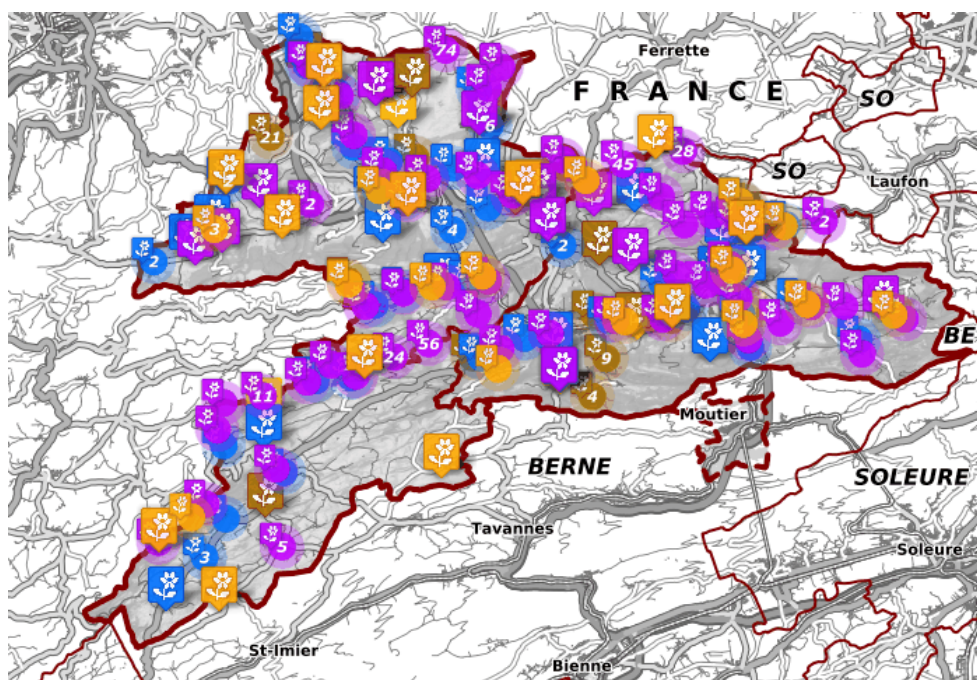 74
Ferrette
FRANCE
SO
6
21
45
28
SO
Laufon
2
2
3
4
2
2
BE
56
24
9
11
4
Moutier
BERNE
SOLEURE
Tavannes
5
3
Soleure
St-Imier
Bienne